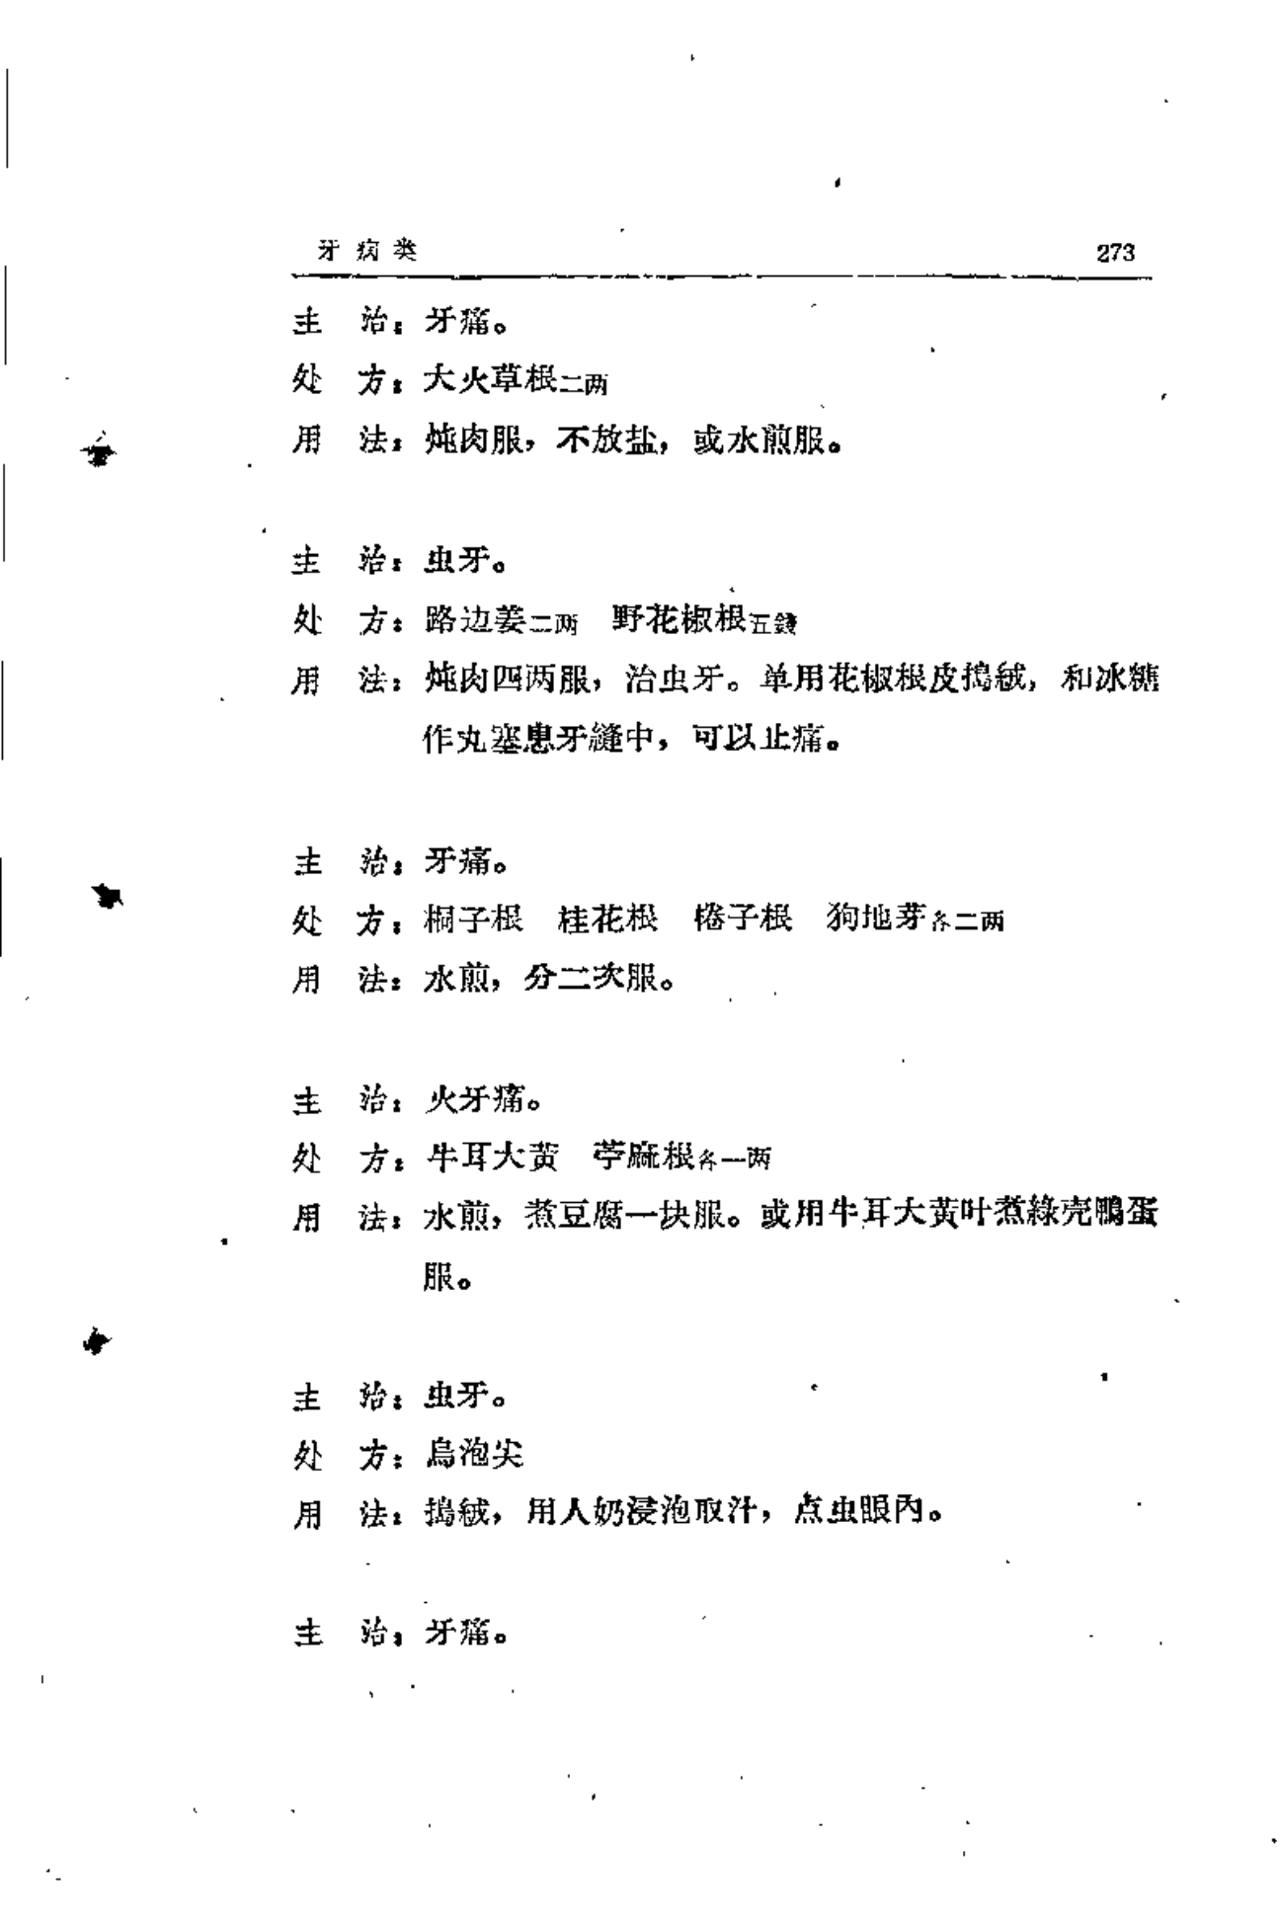 牙病类 273
主 治：牙痛。
处 方：大火草根二两
用 法：炖肉服，不放盐，或水煎服。
主 治：虫牙。
处 方：路边姜二两 野花椒根五錢
用 法：炖肉四两服，治虫牙。单用花椒根皮搗絨，和冰糖
作丸塞患牙縫中，可以止痛。
主 治：牙痛。
处 方：桐子根 桂花根 棬子根 狗地芽各二两
用 法：水煎，分二次服。
主 治：火牙痛。
处 方：牛耳大黄 苧麻根各一两
用 法：水煎，煮豆腐一块服。或用牛耳大黄叶煮綠壳鴨蛋
服。
主 治：虫牙。
处 方：烏泡尖
用 法：搗絨，用人奶浸泡取汁，点虫眼內。
主 治：牙痛。